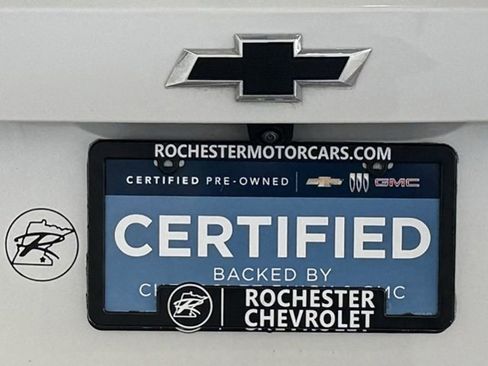 ROCHESTERMOTORCARS.COM
CERTIFIED PRE-OWNED GMC
CERTIFIED
BACKED BY
ROCHESTER
CHEVROLET